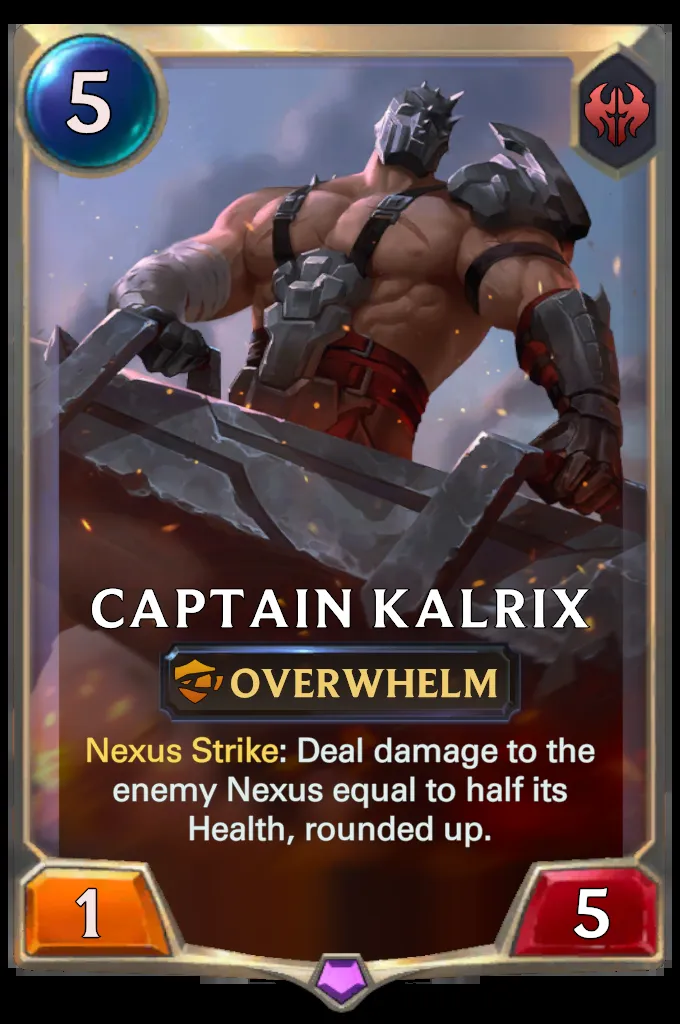 5
CAPTAIN KALRIX
OVERWHELM
Nexus Strike: Deal damage to the
enemy Nexus equal to half its
Health, rounded up.
1
5